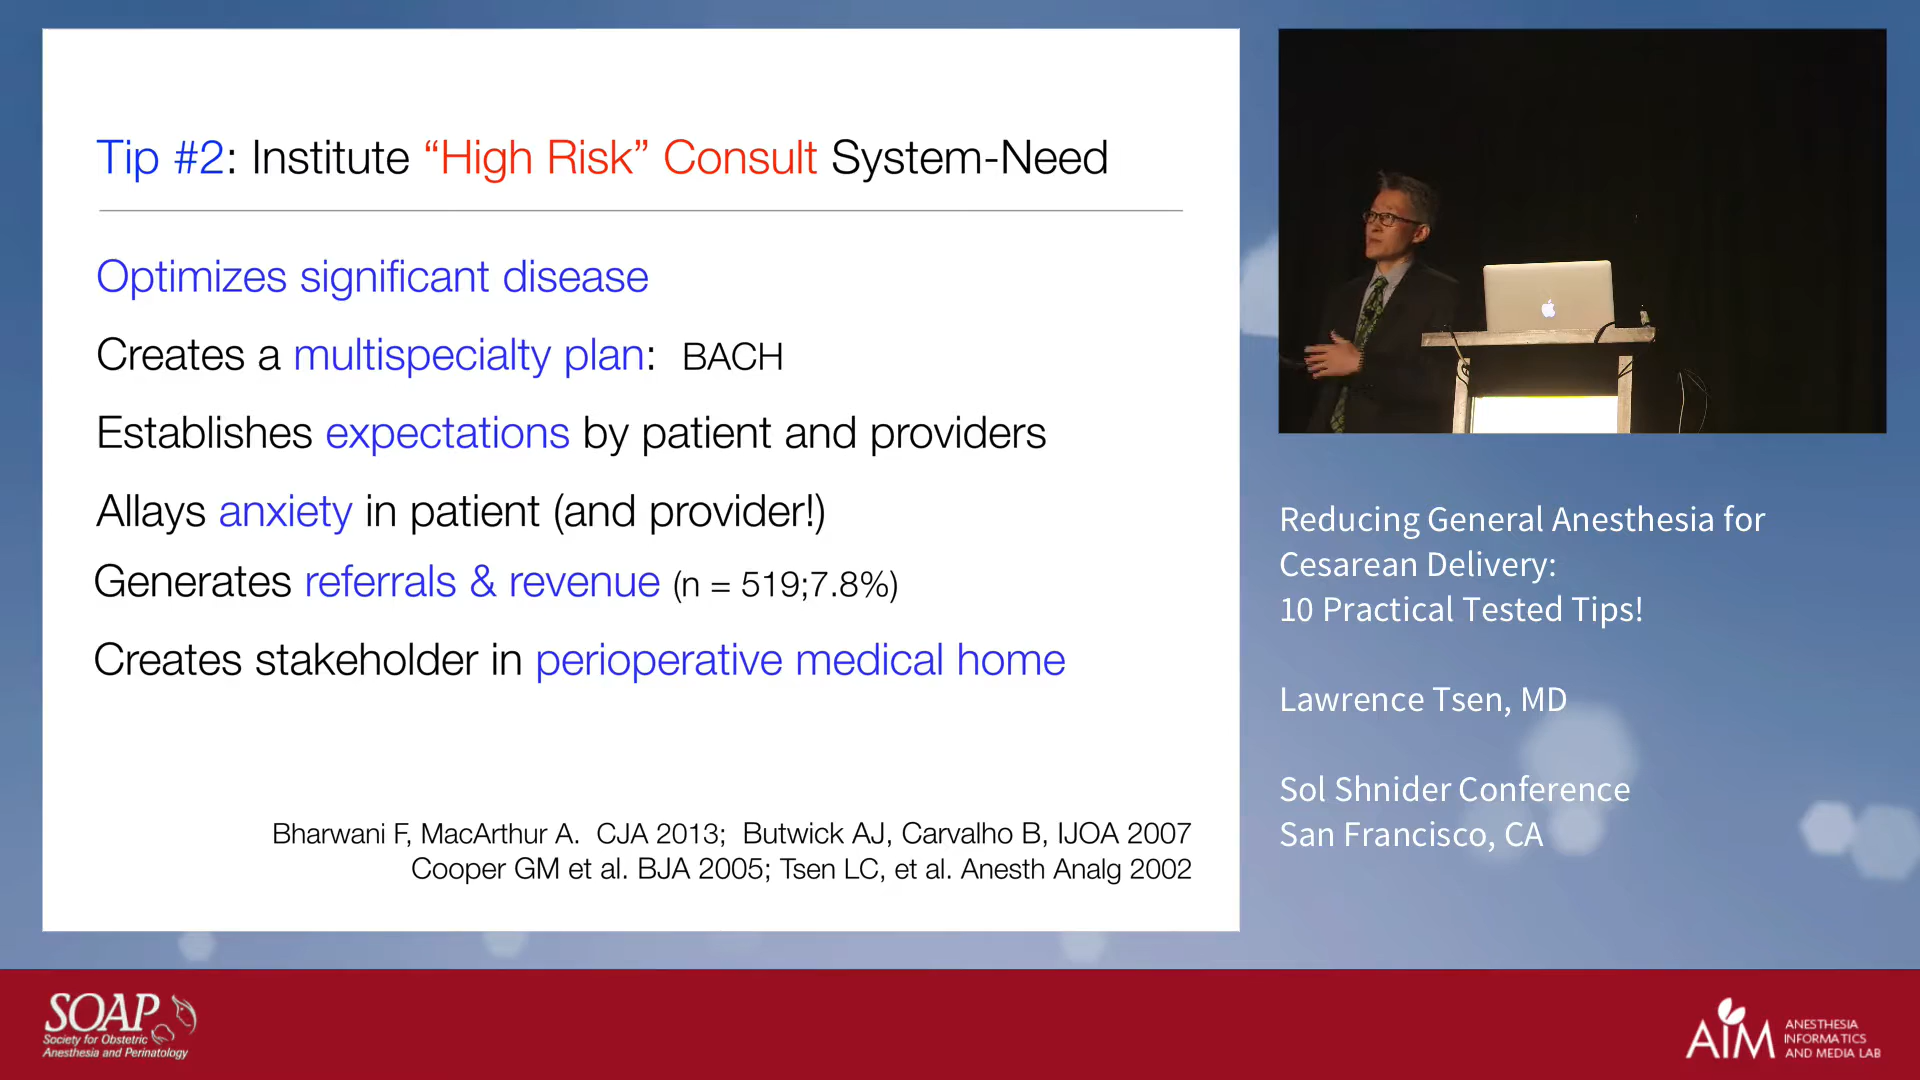 Tip #2: Institute “High Risk” Consult System-Need
Optimizes significant disease
Creates a multispecialty plan: BACH
Establishes expectations by patient and providers
Allays anxiety in patient (and provider!)
Generates referrals & revenue (n = 519;7.8%)
Creates stakeholder in perioperative medical home
Bharwani F, MacArthur A. CJA 2013; Butwick AJ, Carvalho B, IJOA 2007
Cooper GM et al. BJA 2005; Tsen LC, et al. Anesth Analg 2002
Reducing General Anesthesia for
Cesarean Delivery:
10 Practical Tested Tips!
Lawrence Tsen, MD
Sol Shnider Conference
San Francisco, CA
SOAP
Society for Obstetric
Anesthesia and Perinatology
AIM
ANESTHESIA
INFORMATICS
AND MEDIA LAB